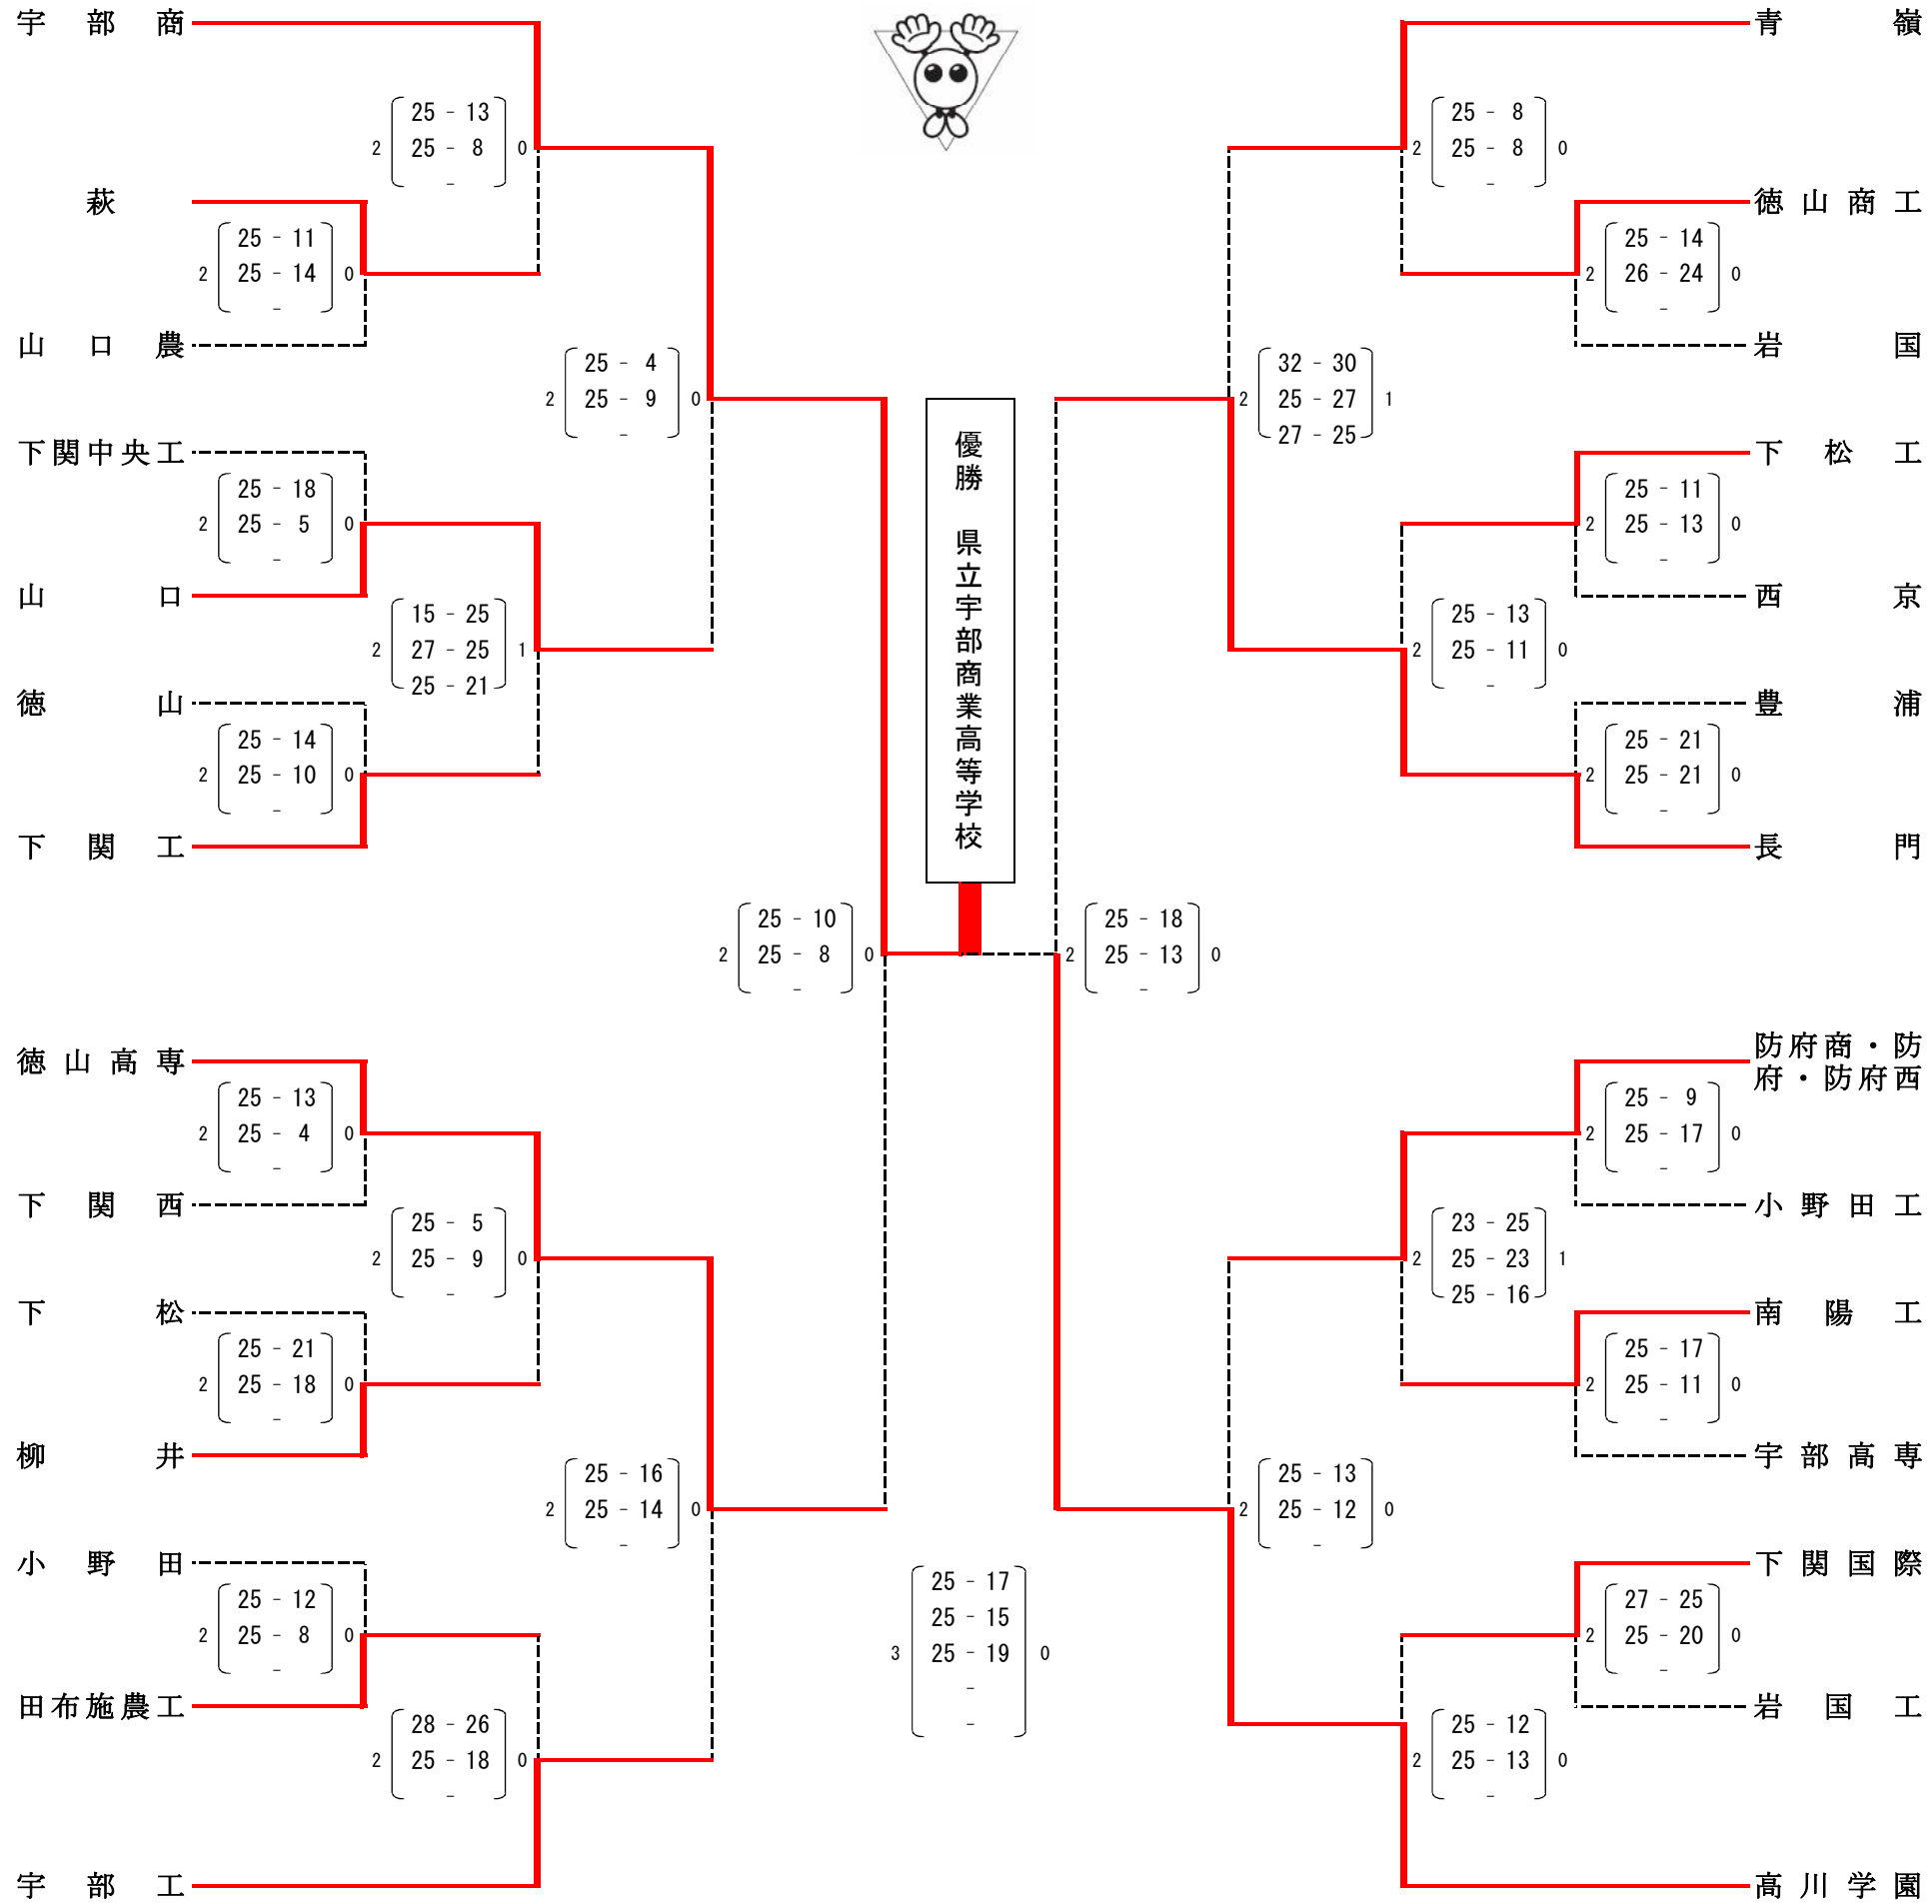 宇部商
2 25 - 13 0
25 - 8
-
萩
2 25 - 11 0
25 - 14
-
山口農
2 25 - 4 0
25 - 9
-
下関中央工
2 25 - 18 0
25 - 5
-
山口
2 15 - 25 1
27 - 25
25 - 21
徳山
2 25 - 14 0
25 - 10
-
下関工
2 25 - 10 0
25 - 8
-
徳山高専
2 25 - 13 0
25 - 4
-
下関西
2 25 - 5 0
25 - 9
-
下松
2 25 - 21 0
25 - 18
-
柳井
2 25 - 16 0
25 - 14
-
小野田
2 25 - 12 0
25 - 8
-
田布施農工
2 28 - 26 0
25 - 18
-
宇部工
優勝 県立宇部商業高等学校
3 25 - 17 0
25 - 15
25 - 19
-
-
青嶺
2 25 - 8 0
25 - 8
-
徳山商工
2 25 - 14 0
26 - 24
-
岩国
2 32 - 30 1
25 - 27
27 - 25
下松工
2 25 - 11 0
25 - 13
-
西京
2 25 - 13 0
25 - 11
-
豊浦
2 25 - 21 0
25 - 21
-
長門
2 25 - 18 0
25 - 13
-
防府商・防
府・防府西
2 25 - 9 0
25 - 17
-
小野田工
2 23 - 25 1
25 - 23
25 - 16
南陽工
2 25 - 17 0
25 - 11
-
宇部高専
2 25 - 13 0
25 - 12
-
下関国際
2 27 - 25 0
25 - 20
-
岩国工
2 25 - 12 0
25 - 13
-
高川学園